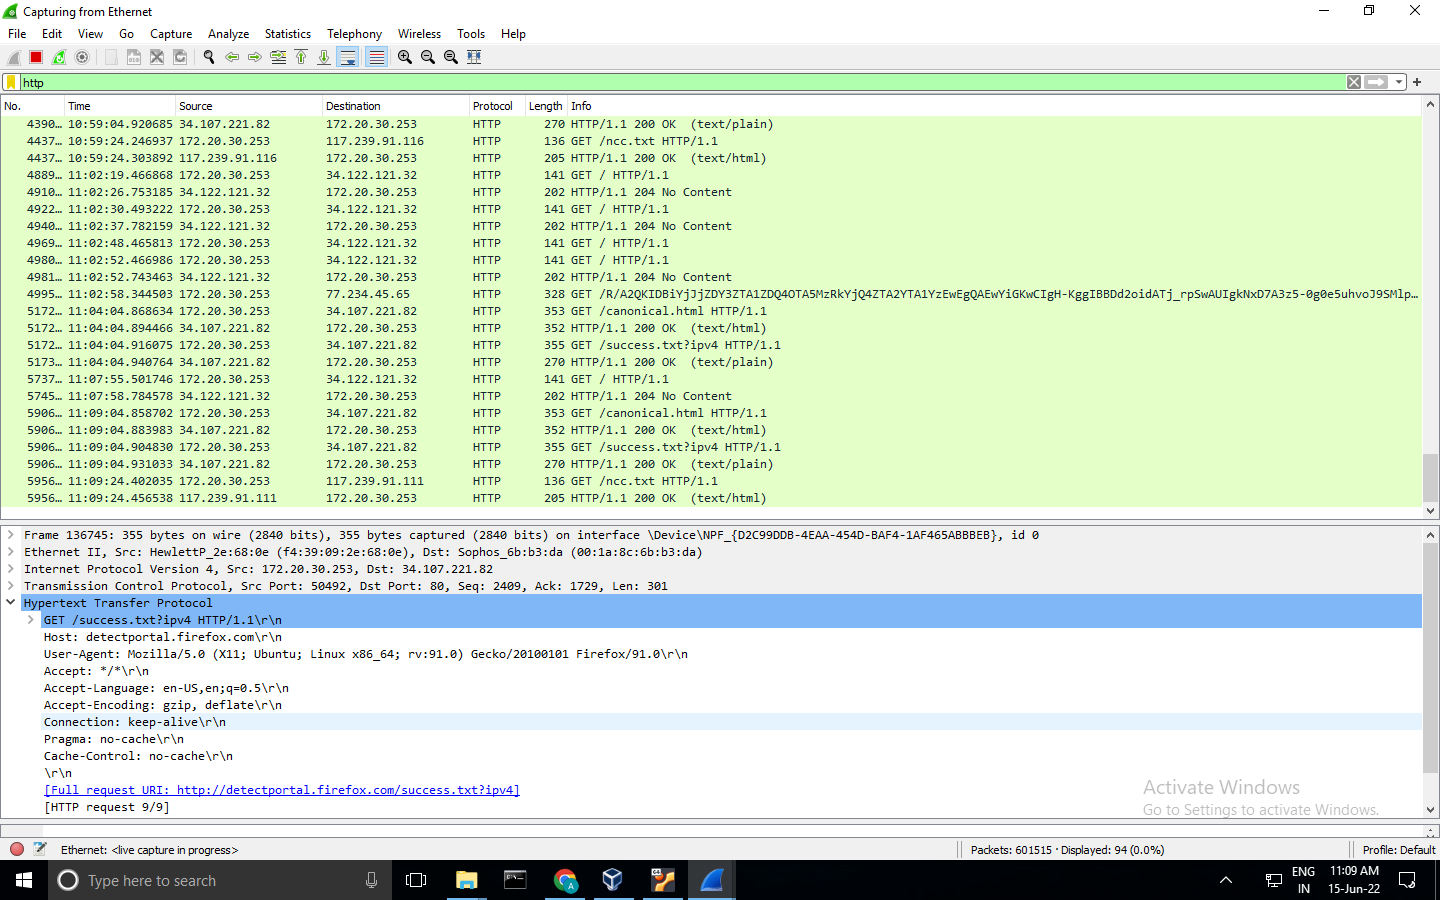 Capturing from Ethernet
File Edit View Go Capture Analyze Statistics Telephony Wireless Tools Help
http
No. Time Source Destination Protocol Length Info
4390… 10:59:04.920685 34.107.221.82 172.20.30.253 HTTP 270 HTTP/1.1 200 OK (text/plain)
4437… 10:59:24.246937 172.20.30.253 117.239.91.116 HTTP 136 GET /ncc.txt HTTP/1.1
4437… 10:59:24.303892 117.239.91.116 172.20.30.253 HTTP 205 HTTP/1.1 200 OK (text/html)
4889… 11:02:19.466868 172.20.30.253 34.122.121.32 HTTP 141 GET / HTTP/1.1
4910… 11:02:26.753185 34.122.121.32 172.20.30.253 HTTP 202 HTTP/1.1 204 No Content
4922… 11:02:30.493222 172.20.30.253 34.122.121.32 HTTP 141 GET / HTTP/1.1
4940… 11:02:37.782159 34.122.121.32 172.20.30.253 HTTP 202 HTTP/1.1 204 No Content
4969… 11:02:48.465813 172.20.30.253 34.122.121.32 HTTP 141 GET / HTTP/1.1
4980… 11:02:52.466986 172.20.30.253 34.122.121.32 HTTP 141 GET / HTTP/1.1
4981… 11:02:52.743463 34.122.121.32 172.20.30.253 HTTP 202 HTTP/1.1 204 No Content
4995… 11:02:58.344503 172.20.30.253 77.234.45.65 HTTP 328 GET /R/A2QKIDBiYjJjZDY3ZTA1ZDQ4OTA5MzRkYjQ4ZTA2YTA1YzEwEgQAEwYiGKwCIgH-KggIBBDd2oidATj_rpSwAUIgkNxD7A3z5-0g0e5uhvoJ9SMlp…
5172… 11:04:04.868634 172.20.30.253 34.107.221.82 HTTP 353 GET /canonical.html HTTP/1.1
5172… 11:04:04.894466 34.107.221.82 172.20.30.253 HTTP 352 HTTP/1.1 200 OK (text/html)
5172… 11:04:04.916075 172.20.30.253 34.107.221.82 HTTP 355 GET /success.txt?ipv4 HTTP/1.1
5173… 11:04:04.940764 34.107.221.82 172.20.30.253 HTTP 270 HTTP/1.1 200 OK (text/plain)
5737… 11:07:55.501746 172.20.30.253 34.122.121.32 HTTP 141 GET / HTTP/1.1
5745… 11:07:58.784578 34.122.121.32 172.20.30.253 HTTP 202 HTTP/1.1 204 No Content
5906… 11:09:04.858702 172.20.30.253 34.107.221.82 HTTP 353 GET /canonical.html HTTP/1.1
5906… 11:09:04.883983 34.107.221.82 172.20.30.253 HTTP 352 HTTP/1.1 200 OK (text/html)
5906… 11:09:04.904830 172.20.30.253 34.107.221.82 HTTP 355 GET /success.txt?ipv4 HTTP/1.1
5906… 11:09:04.931033 34.107.221.82 172.20.30.253 HTTP 270 HTTP/1.1 200 OK (text/plain)
5956… 11:09:24.402035 172.20.30.253 117.239.91.111 HTTP 136 GET /ncc.txt HTTP/1.1
5956… 11:09:24.456538 117.239.91.111 172.20.30.253 HTTP 205 HTTP/1.1 200 OK (text/html)
Frame 136745: 355 bytes on wire (2840 bits), 355 bytes captured (2840 bits) on interface \Device\NPF_{D2C99DDB-4EAA-454D-BAF4-1AF465ABBBEB}, id 0
Ethernet II, Src: HewlettP_2e:68:0e (f4:39:09:2e:68:0e), Dst: Sophos_6b:b3:da (00:1a:8c:6b:b3:da)
Internet Protocol Version 4, Src: 172.20.30.253, Dst: 34.107.221.82
Transmission Control Protocol, Src Port: 50492, Dst Port: 80, Seq: 2409, Ack: 1729, Len: 301
Hypertext Transfer Protocol
GET /success.txt?ipv4 HTTP/1.1\r\n
Host: detectportal.firefox.com\r\n
User-Agent: Mozilla/5.0 (X11; Ubuntu; Linux x86_64; rv:91.0) Gecko/20100101 Firefox/91.0\r\n
Accept: */*\r\n
Accept-Language: en-US,en;q=0.5\r\n
Accept-Encoding: gzip, deflate\r\n
Connection: keep-alive\r\n
Pragma: no-cache\r\n
Cache-Control: no-cache\r\n
\r\n
[Full request URI: http://detectportal.firefox.com/success.txt?ipv4]
[HTTP request 9/9]
Activate Windows
Go to Settings to activate Windows.
Ethernet: <live capture in progress> Packets: 601515 · Displayed: 94 (0.0%) Profile: Default
Type here to search
ENG
IN
11:09 AM
15-Jun-22